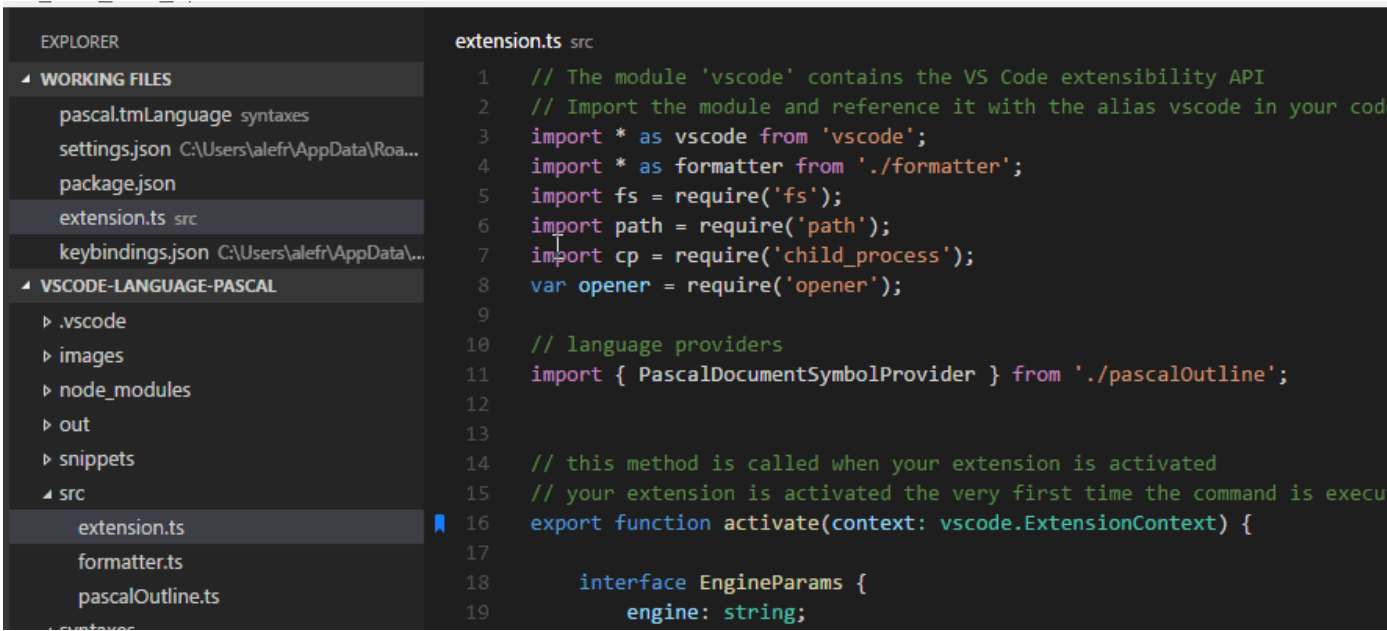 EXPLORER
WORKING FILES
pascal.tmLanguage syntaxes
settings.json C:\Users\alefr\AppData\Roa...
package.json
extension.ts src
keybindings.json C:\Users\alefr\AppData\...
VSCODE-LANGUAGE-PASCAL
.vscode
images
node_modules
out
snippets
src
extension.ts
formatter.ts
pascalOutline.ts
syntaxes
extension.ts src
1 // The module 'vscode' contains the VS Code extensibility API
2 // Import the module and reference it with the alias vscode in your cod
3 import * as vscode from 'vscode';
4 import * as formatter from './formatter';
5 import fs = require('fs');
6 import path = require('path');
7 import cp = require('child_process');
8 var opener = require('opener');
9
10 // language providers
11 import { PascalDocumentSymbolProvider } from './pascalOutline';
12
13
14 // this method is called when your extension is activated
15 // your extension is activated the very first time the command is execu
16 export function activate(context: vscode.ExtensionContext) {
17
18 interface EngineParams {
19 engine: string;